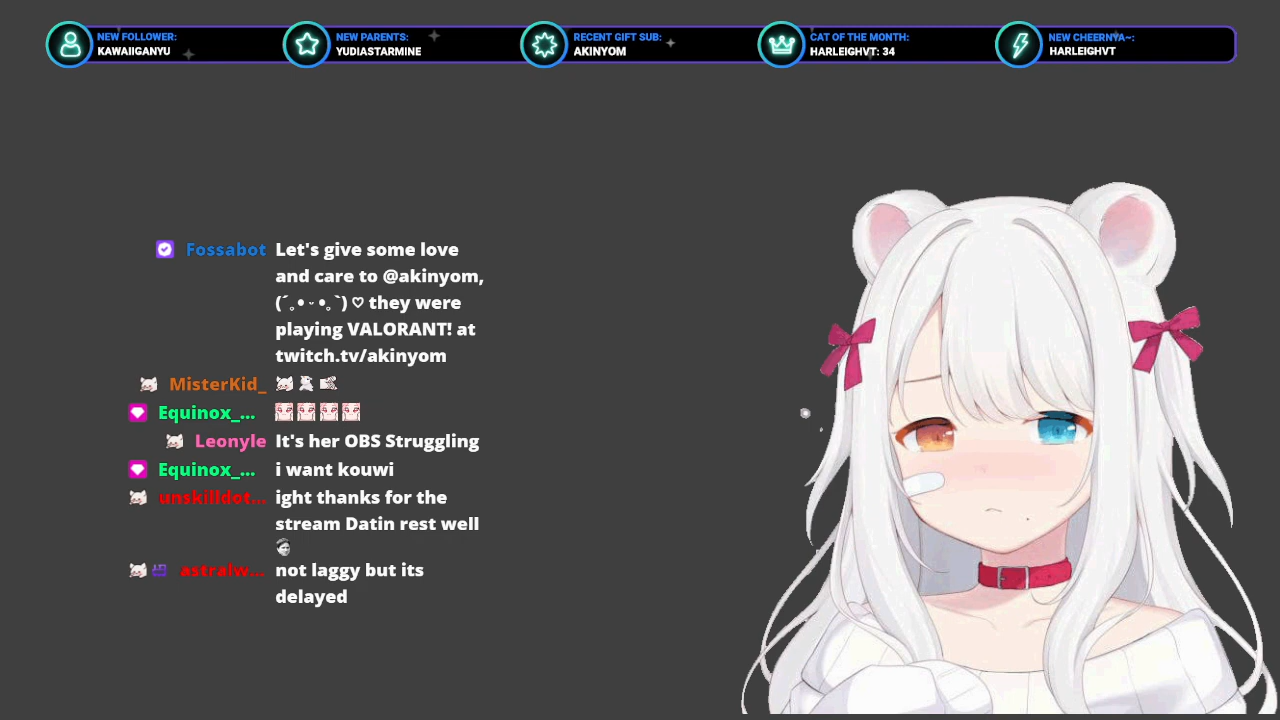 NEW FOLLOWER:
KAWAIIGANYU
NEW PARENTS:
YUDIASTARMINE
RECENT GIFT SUB:
AKINYOM
CAT OF THE MONTH:
HARLEIGHVT: 34
NEW CHEERNYA~:
HARLEIGHVT
Fossabot Let's give some love
and care to @akinyom,
(´｡• ᵕ •｡`) ♡ they were
playing VALORANT! at
twitch.tv/akinyom
MisterKid_
Equinox_...
Leonyle It's her OBS Struggling
Equinox_... i want kouwi
unskilldot... ight thanks for the
stream Datin rest well
astralw... not laggy but its
delayed